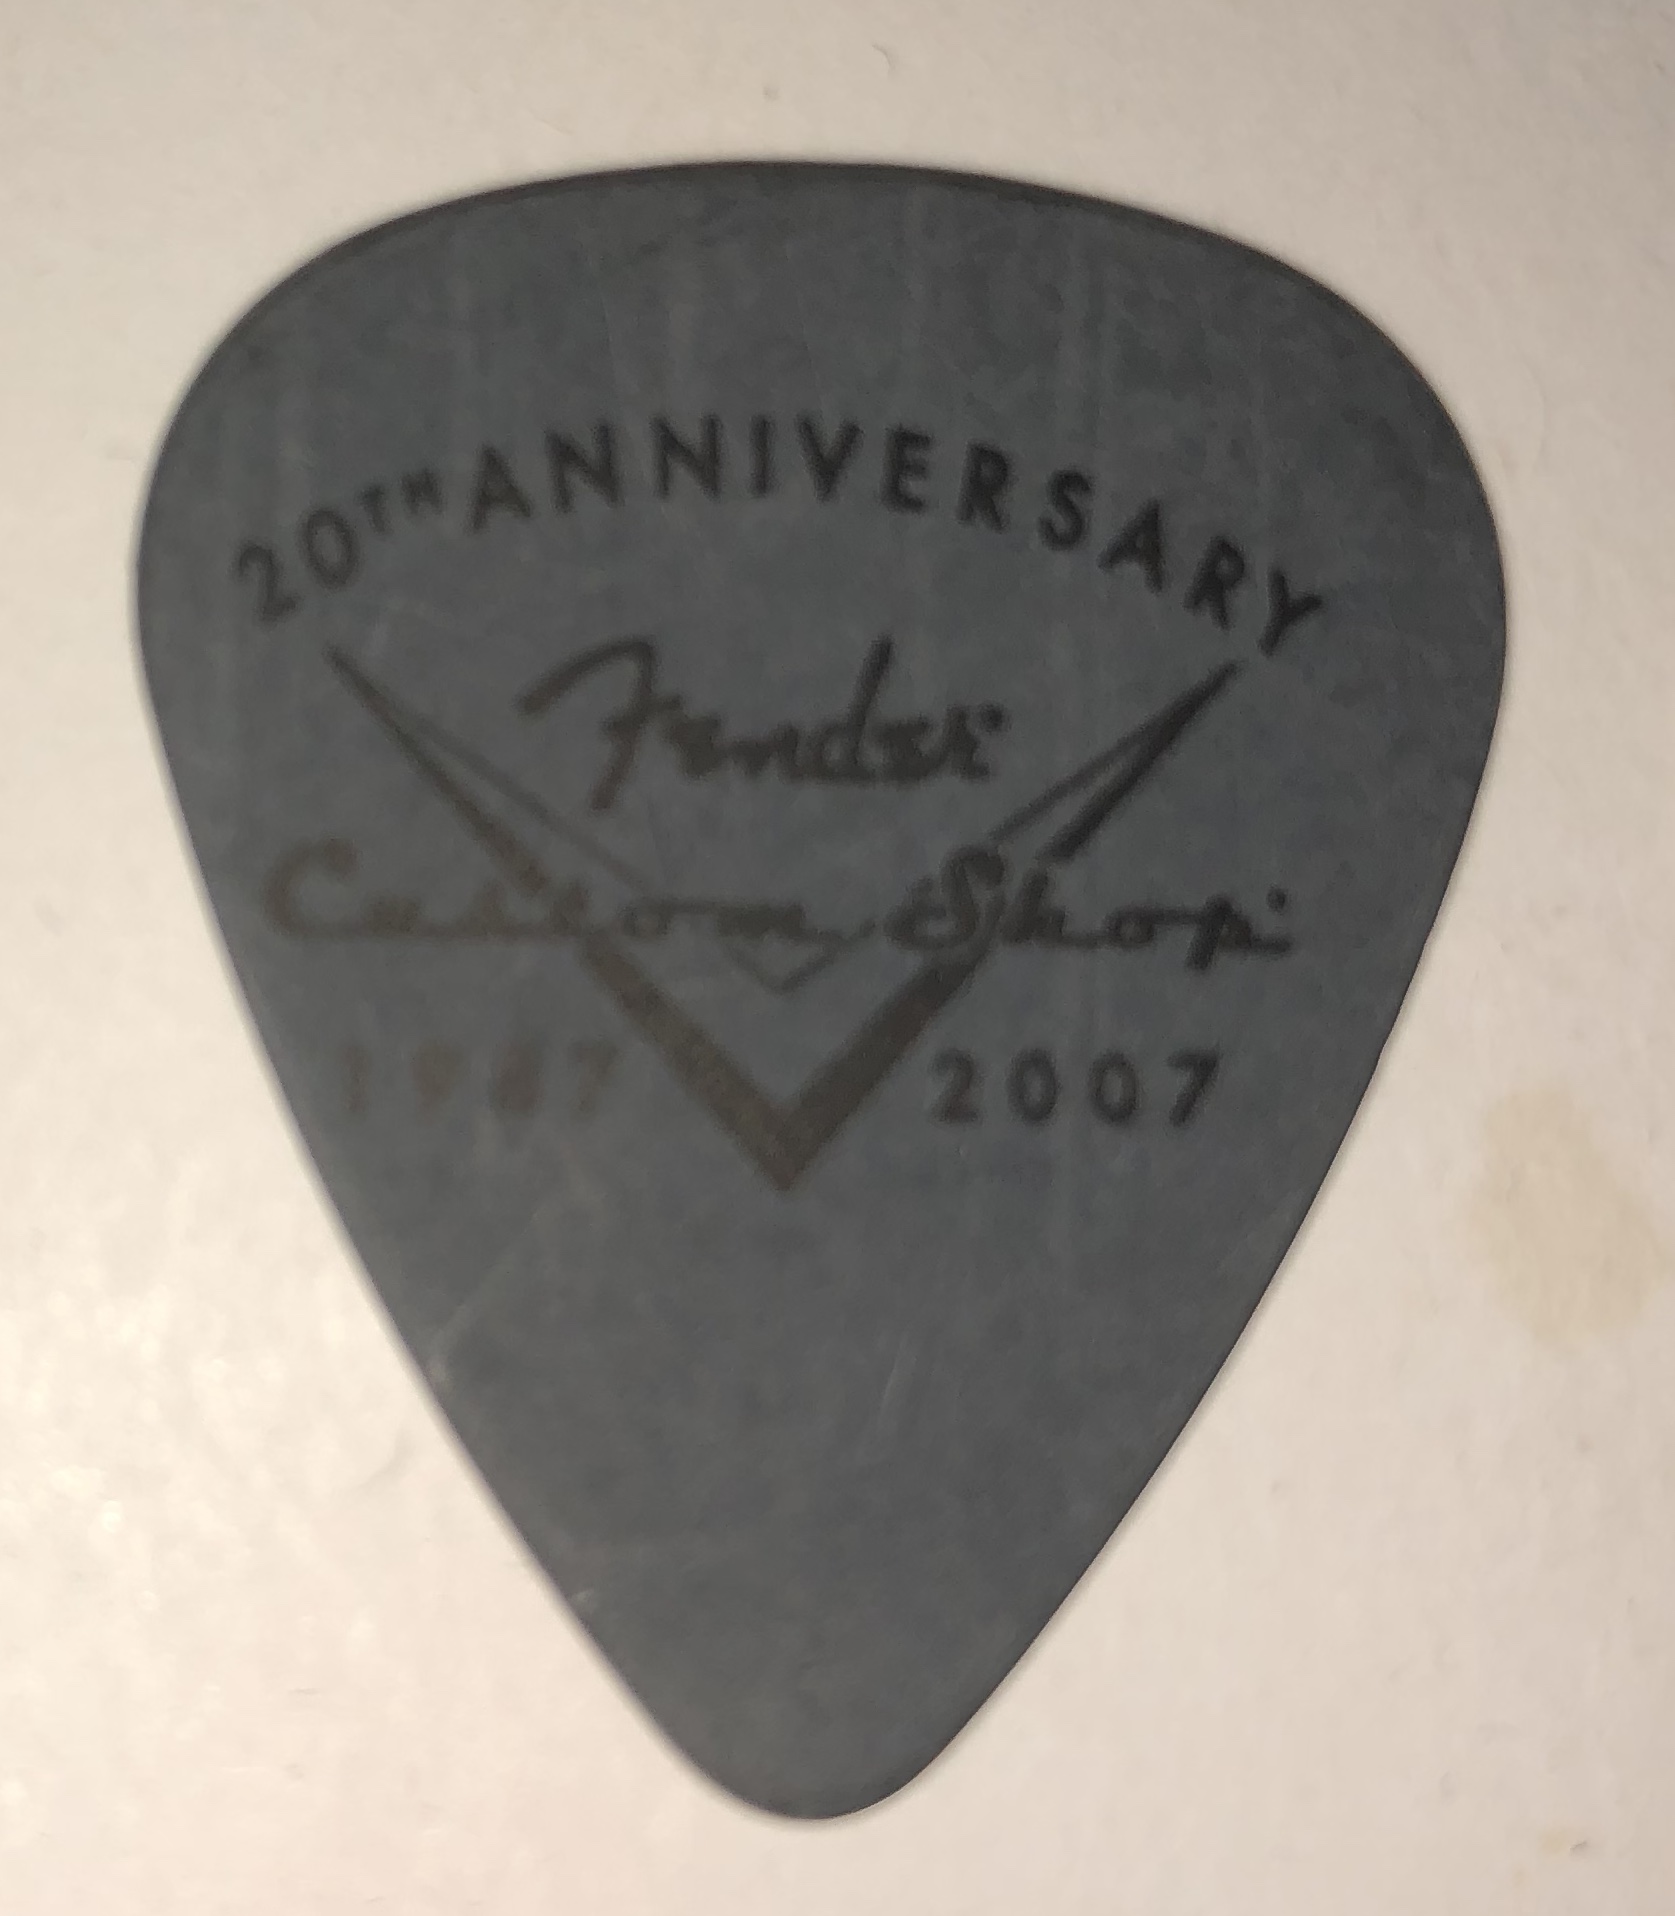 20TH ANNIVERSARY
Fender
Custom Shop
1987 2007